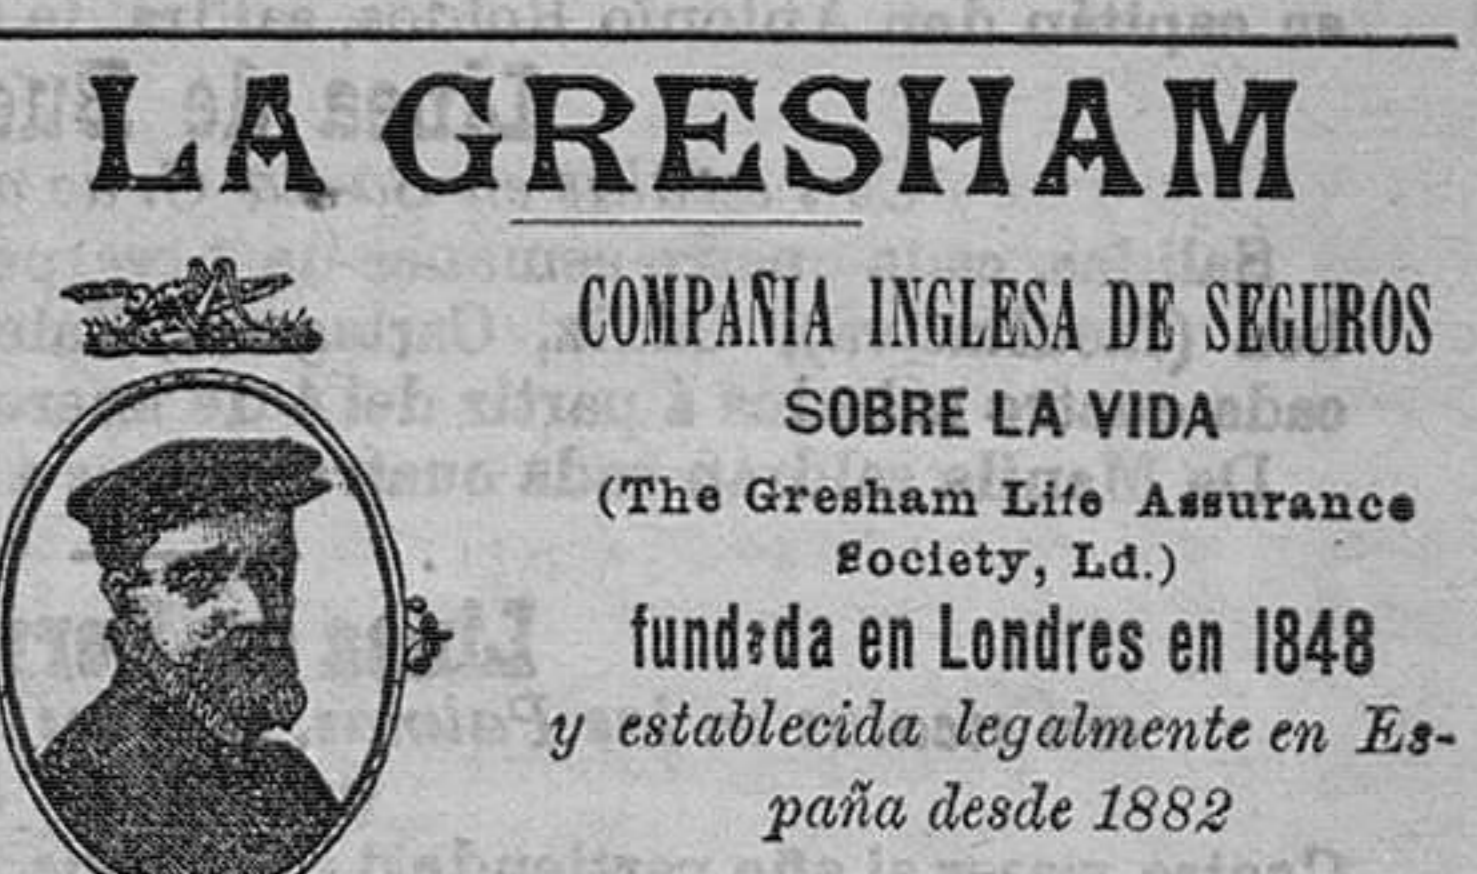 LA GRESHAM
COMPAÑIA INGLESA DE SEGUROS
SOBRE LA VIDA
(The Gresham Life Assurance
Society, Ld.)
fundada en Londres en 1848
y establecida legalmente en Es-
paña desde 1882